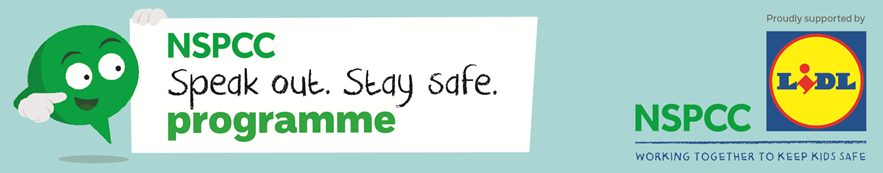 NSPCC
Speak out. Stay safe.
programme
Proudly supported by
LiDL
NSPCC
WORKING TOGETHER TO KEEP KIDS SAFE